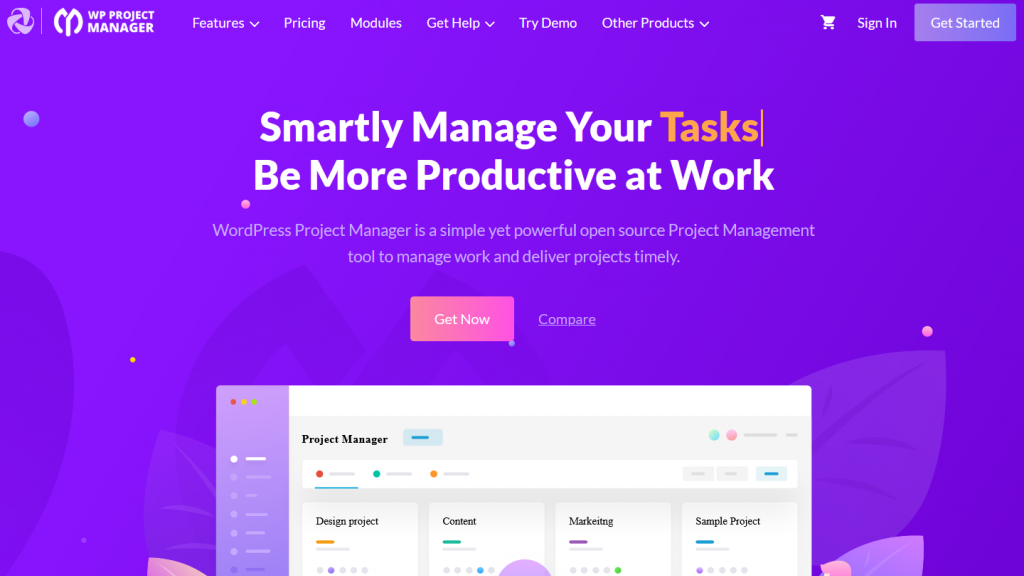 WP PROJECT
MANAGER
Features
Pricing
Modules
Get Help
Try Demo
Other Products
Sign In
Get Started
Smartly Manage Your Tasks
Be More Productive at Work
WordPress Project Manager is a simple yet powerful open source Project Management
tool to manage work and deliver projects timely.
Get Now
Compare
Project Manager
Design project
Content
Markeitng
Sample Project